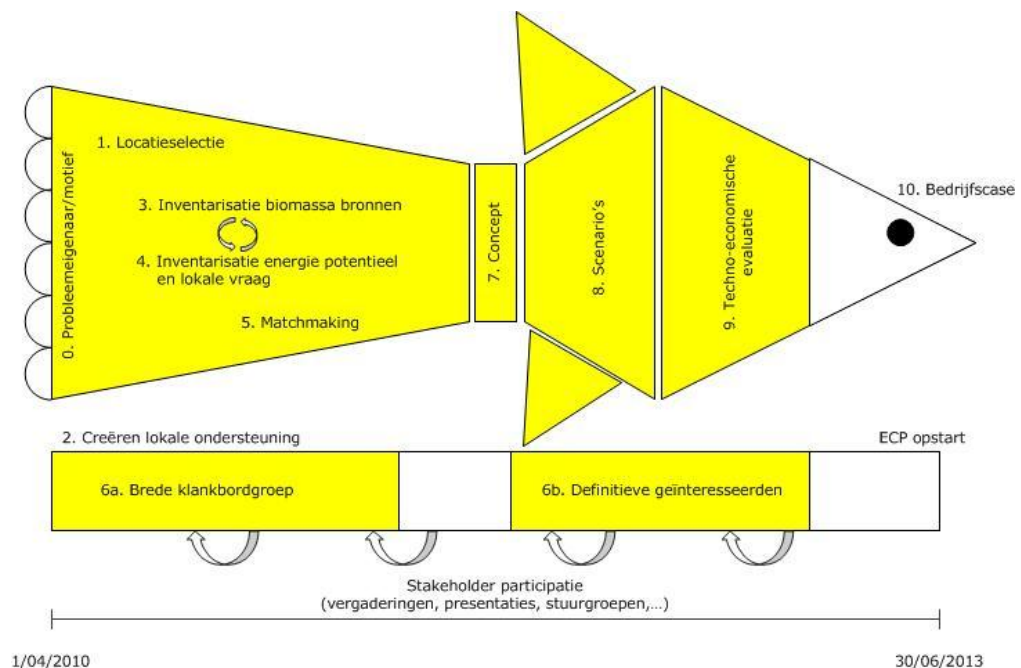 0. Probleemeigenaar/motief
1. Locatieselectie
3. Inventarisatie biomassa bronnen
4. Inventarisatie energie potentieel
en lokale vraag
5. Matchmaking
7. Concept
8. Scenario's
9. Techno-economische
evaluatie
10. Bedrijfscase
2. Creëren lokale ondersteuning
ECP opstart
6a. Brede klankbordgroep
6b. Definitieve geïnteresseerden
Stakeholder participatie
(vergaderingen, presentaties, stuurgroepen,...)
1/04/2010
30/06/2013